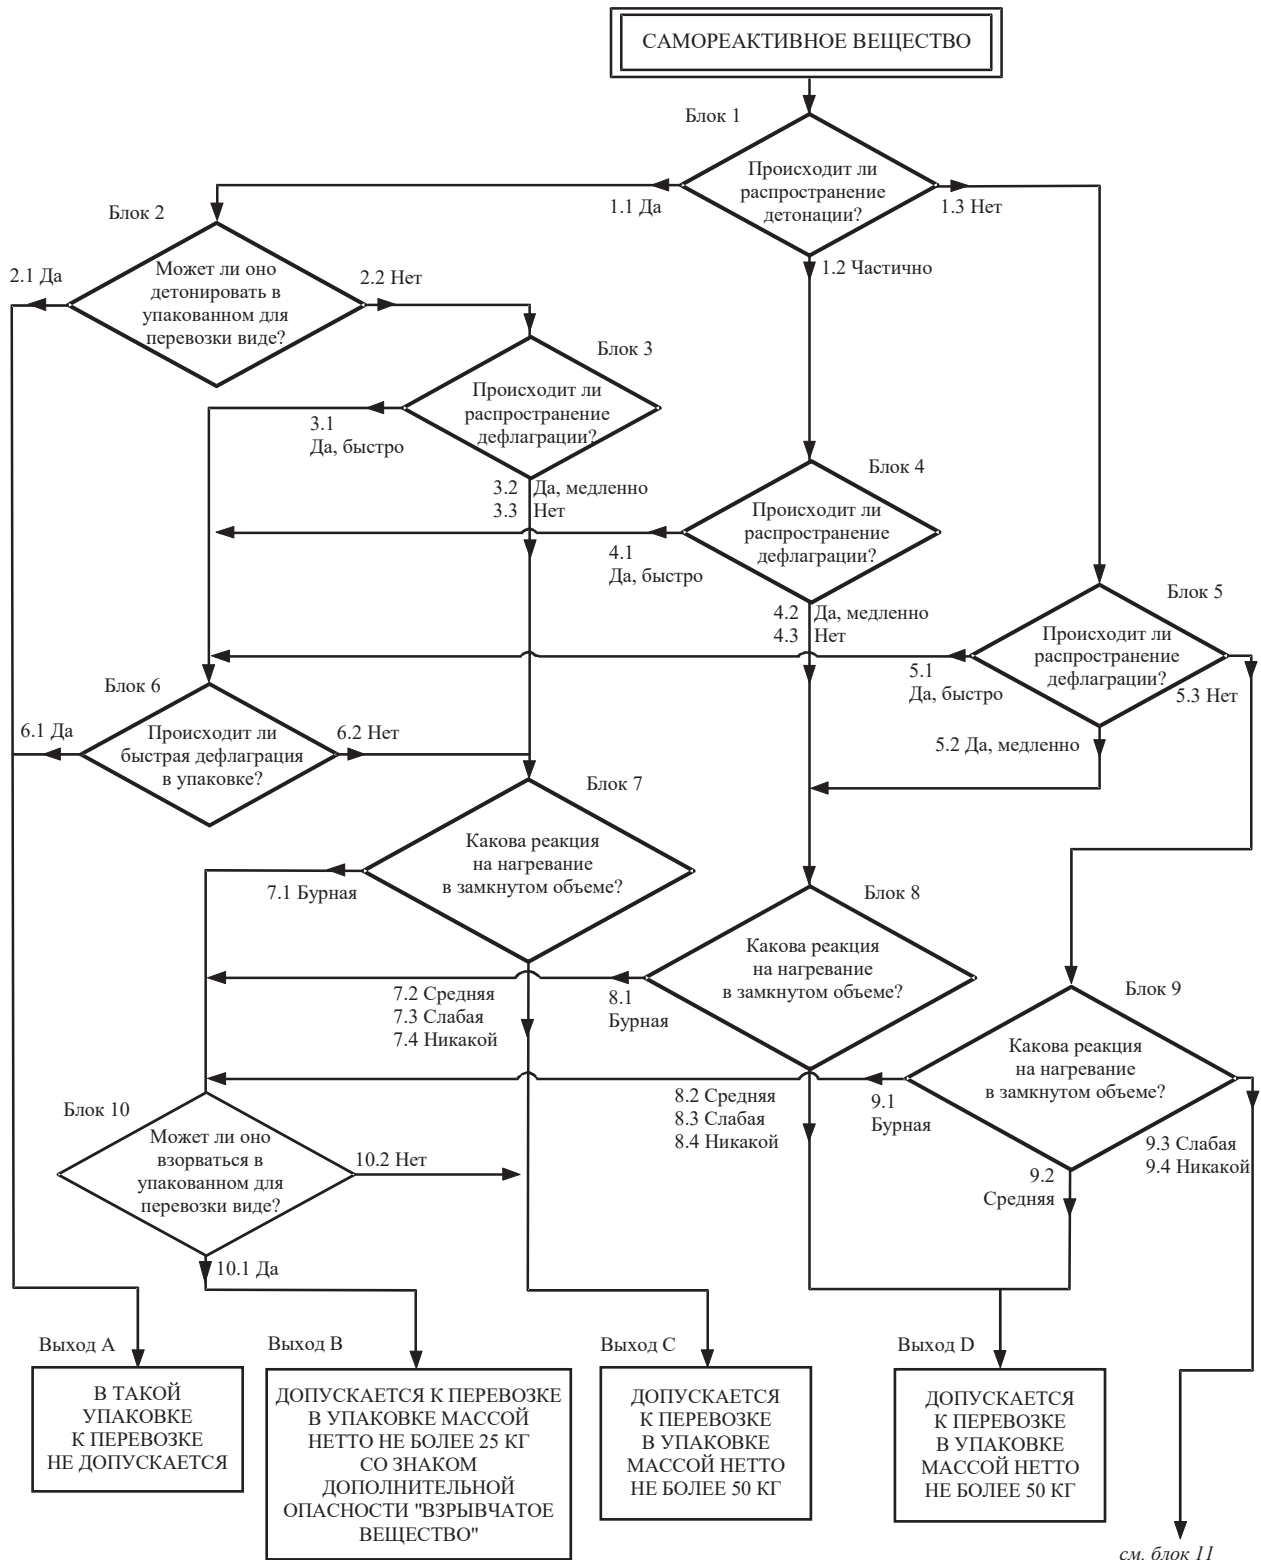 САМОРЕАКТИВНОЕ ВЕЩЕСТВО
Блок 1
Происходит ли
распространение
детонации?
1.1 Да
1.3 Нет
1.2 Частично
Блок 2
Может ли оно
детонировать в
упакованном для
перевозки виде?
2.1 Да
2.2 Нет
Блок 3
Происходит ли
распространение
дефлаграции?
3.1
Да, быстро
3.2 Да, медленно
3.3 Нет
Блок 4
Происходит ли
распространение
дефлаграции?
4.1
Да, быстро
4.2 Да, медленно
4.3 Нет
Блок 5
Происходит ли
распространение
дефлаграции?
5.1
Да, быстро
5.3 Нет
5.2 Да, медленно
Блок 6
Происходит ли
быстрая дефлаграция
в упаковке?
6.1 Да
6.2 Нет
Блок 7
Какова реакция
на нагревание
в замкнутом объеме?
7.1 Бурная
7.2 Средняя
7.3 Слабая
7.4 Никакой
Блок 8
Какова реакция
на нагревание
в замкнутом объеме?
8.1
Бурная
8.2 Средняя
8.3 Слабая
8.4 Никакой
Блок 9
Какова реакция
на нагревание
в замкнутом объеме?
9.1
Бурная
9.2
Средняя
9.3 Слабая
9.4 Никакой
Блок 10
Может ли оно
взорваться в
упакованном для
перевозки виде?
10.2 Нет
10.1 Да
Выход A
В ТАКОЙ
УПАКОВКЕ
К ПЕРЕВОЗКЕ
НЕ ДОПУСКАЕТСЯ
Выход B
ДОПУСКАЕТСЯ К ПЕРЕВОЗКЕ
В УПАКОВКЕ МАССОЙ
НЕТТО НЕ БОЛЕЕ 25 КГ
СО ЗНАКОМ
ДОПОЛНИТЕЛЬНОЙ
ОПАСНОСТИ "ВЗРЫВЧАТОЕ
ВЕЩЕСТВО"
Выход C
ДОПУСКАЕТСЯ
К ПЕРЕВОЗКЕ
В УПАКОВКЕ
МАССОЙ НЕТТО
НЕ БОЛЕЕ 50 КГ
Выход D
ДОПУСКАЕТСЯ
К ПЕРЕВОЗКЕ
В УПАКОВКЕ
МАССОЙ НЕТТО
НЕ БОЛЕЕ 50 КГ
см. блок 11